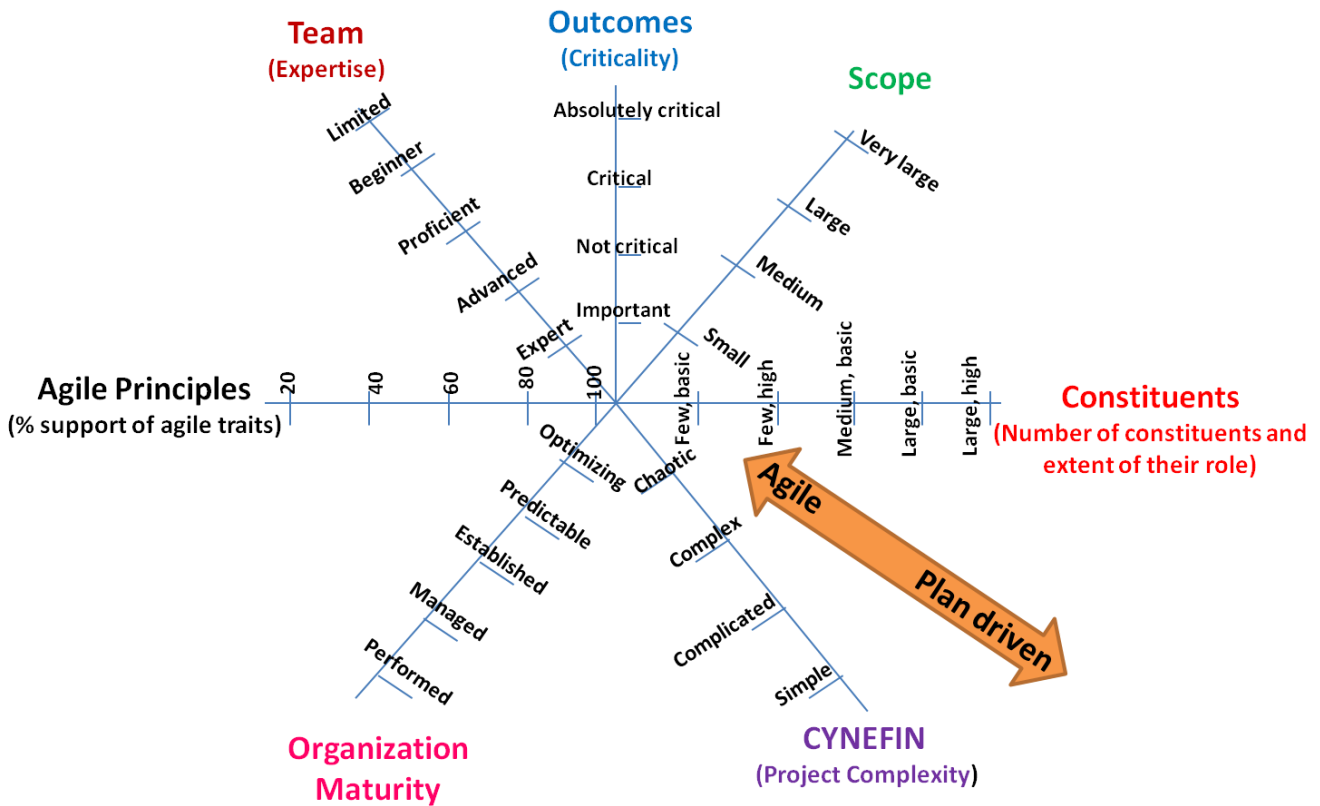 Team
(Expertise)
Outcomes
(Criticality)
Scope
Limited
Beginner
Proficient
Advanced
Expert
Absolutely critical
Critical
Not critical
Important
Very large
Large
Medium
Small
Agile Principles
(% support of agile traits)
20
40
60
80
100
Few, basic
Few, high
Medium, basic
Large, basic
Large, high
Constituents
(Number of constituents and
extent of their role)
Optimizing
Predictable
Established
Managed
Performed
Chaotic
Complex
Complicated
Simple
Agile
Plan driven
Organization
Maturity
CYNEFIN
(Project Complexity)